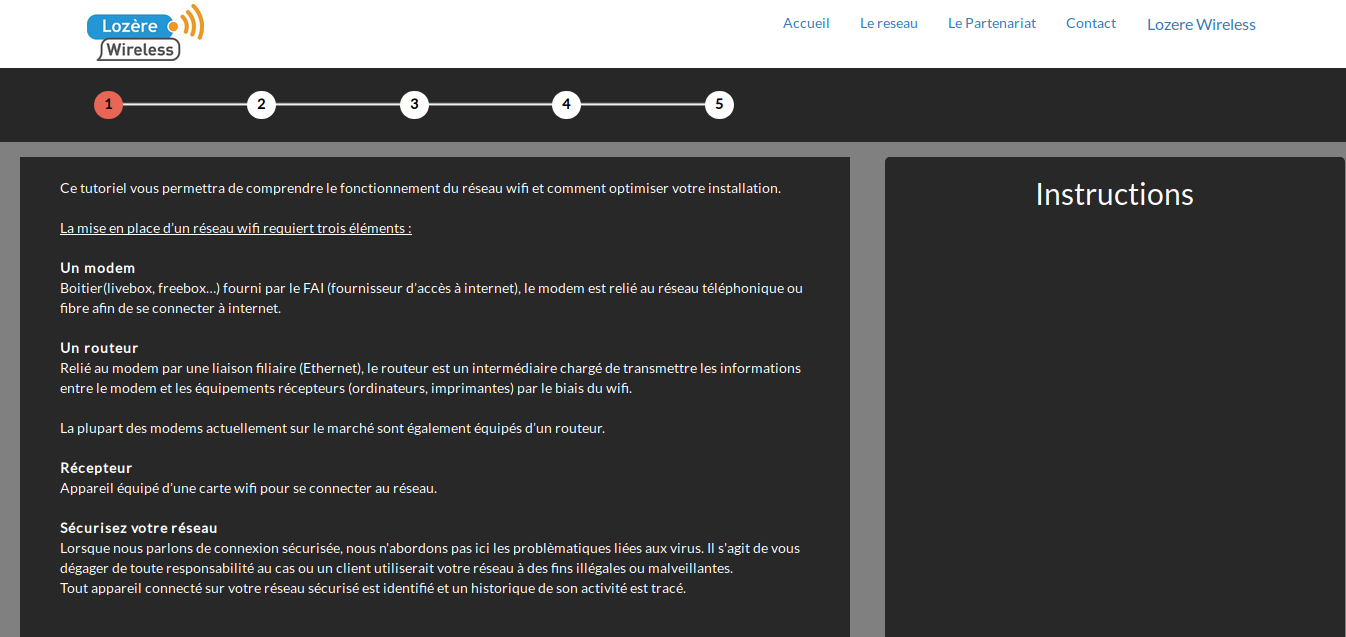 Lozère
Wireless
Accueil
Le reseau
Le Partenariat
Contact
Lozere Wireless
1
2
3
4
5
Ce tutoriel vous permettra de comprendre le fonctionnement du réseau wifi et comment optimiser votre installation.
La mise en place d'un réseau wifi requiert trois éléments :
Un modem
Boitier(livebox, freebox...) fourni par le FAI (fournisseur d'accès à internet), le modem est relié au réseau téléphonique ou
fibre afin de se connecter à internet.
Un routeur
Relié au modem par une liaison filiaire (Ethernet), le routeur est un intermédiaire chargé de transmettre les informations
entre le modem et les équipements récepteurs (ordinateurs, imprimantes) par le biais du wifi.
La plupart des modems actuellement sur le marché sont également équipés d'un routeur.
Récepteur
Appareil équipé d'une carte wifi pour se connecter au réseau.
Sécurisez votre réseau
Lorsque nous parlons de connexion sécurisée, nous n'abordons pas ici les problèmatiques liées aux virus. Il s'agit de vous
dégager de toute responsabilité au cas ou un client utiliserait votre réseau à des fins illégales ou malveillantes.
Tout appareil connecté sur votre réseau sécurisé est identifié et un historique de son activité est tracé.
Instructions